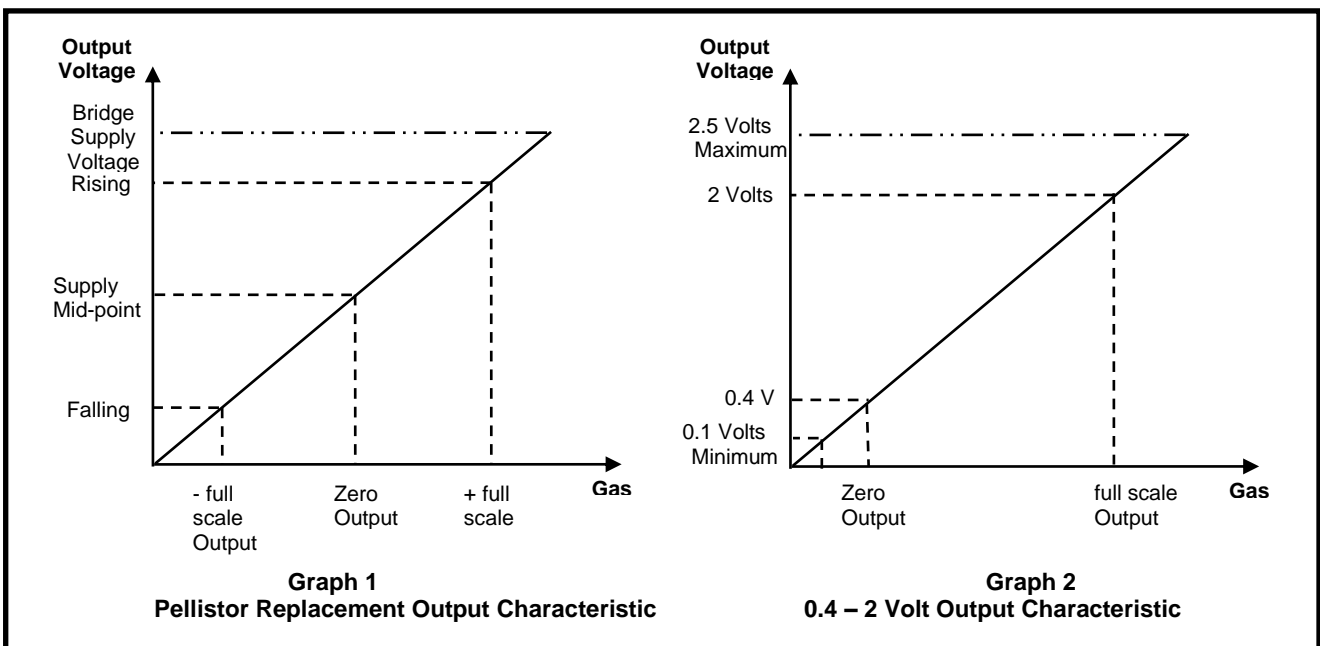 Output
Voltage
Bridge
Supply
Voltage
Rising
Supply
Mid-point
Falling
- full
scale
Output
Zero
Output
+ full
scale
Gas
Graph 1
Pellistor Replacement Output Characteristic
Output
Voltage
2.5 Volts
Maximum
2 Volts
0.4 V
0.1 Volts
Minimum
Zero
Output
full scale
Output
Gas
Graph 2
0.4 – 2 Volt Output Characteristic